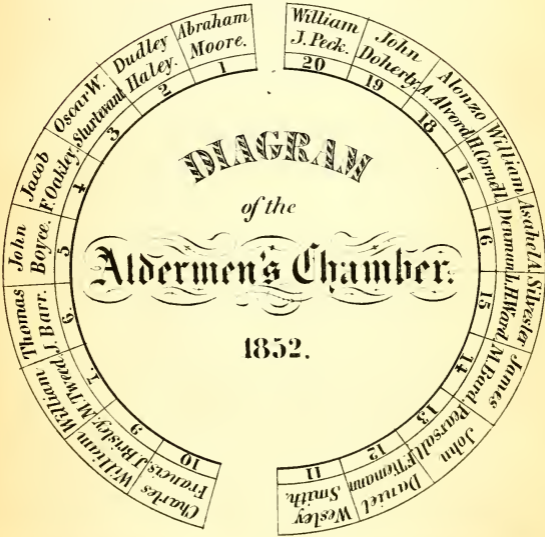 Abraham
Moore.
1
Dudley
Haley.
2
Oscar W.
Sturtevant
3
Jacob
F. Oakley.
4
John
Boyce.
5
Thomas
J. Barr.
6.
William
M. Tweed.
7.
William
J. Brisley.
9
Charles
Francis.
10
Wesley
Smith.
11
Daniel
F. Tiemann
12
John
Pearsall
13
James
M. Bard.
14
Silvester
L. H. Ward
15
Asahel A.
Denman
16
William
H. Cornell.
17
Alonzo
A. Alvord
18
John
Doherty.
19
William
J. Peck.
20
DIAGRAM
of the
Aldermen's Chamber.
1852.